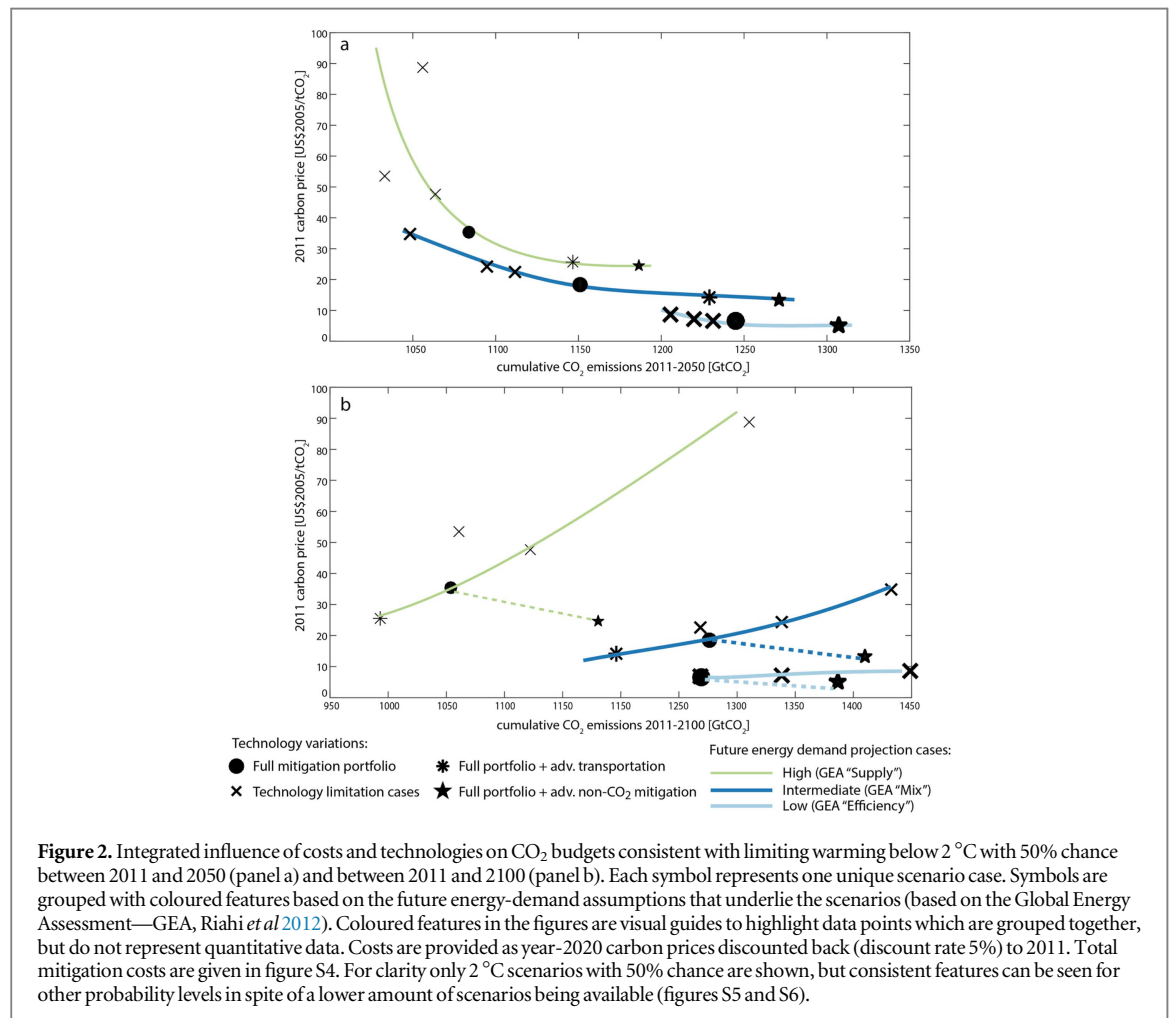 a
100
90
80
70
60
50
40
30
20
10
0
2011 carbon price [US$2005/tCO₂]
1050 1100 1150 1200 1250 1300 1350
cumulative CO₂ emissions 2011-2050 [GtCO₂]
b
100
90
80
70
60
50
40
30
20
10
0
2011 carbon price [US$2005/tCO₂]
950 1000 1050 1100 1150 1200 1250 1300 1350 1400 1450
cumulative CO₂ emissions 2011-2100 [GtCO₂]
Technology variations:
Full mitigation portfolio
Technology limitation cases
Full portfolio + adv. transportation
Full portfolio + adv. non-CO₂ mitigation
Future energy demand projection cases:
High (GEA “Supply”)
Intermediate (GEA “Mix”)
Low (GEA “Efficiency”)
Figure 2. Integrated influence of costs and technologies on CO₂ budgets consistent with limiting warming below 2 °C with 50% chance
between 2011 and 2050 (panel a) and between 2011 and 2100 (panel b). Each symbol represents one unique scenario case. Symbols are
grouped with coloured features based on the future energy-demand assumptions that underlie the scenarios (based on the Global Energy
Assessment—GEA, Riahi et al 2012). Coloured features in the figures are visual guides to highlight data points which are grouped together,
but do not represent quantitative data. Costs are provided as year-2020 carbon prices discounted back (discount rate 5%) to 2011. Total
mitigation costs are given in figure S4. For clarity only 2 °C scenarios with 50% chance are shown, but consistent features can be seen for
other probability levels in spite of a lower amount of scenarios being available (figures S5 and S6).